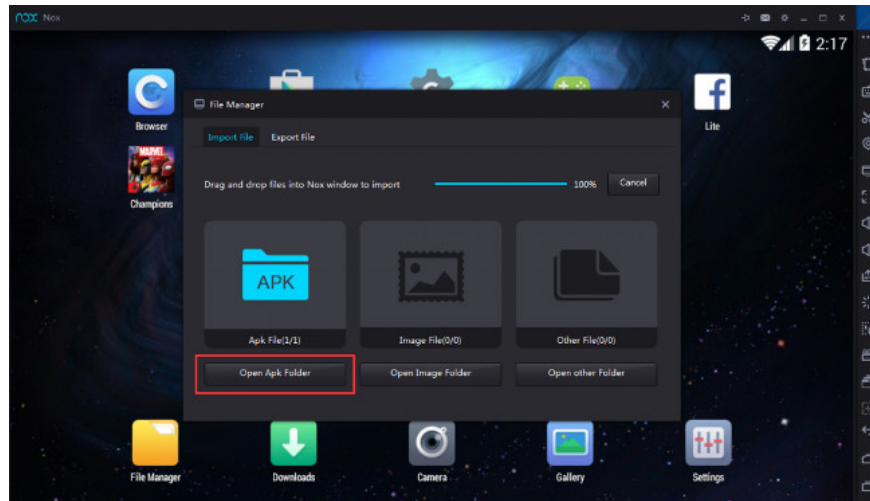 nox Nox
2:17
Browser
Lite
MARVEL
Champions
File Manager
Import File Export File
Drag and drop files into Nox window to import 100% Cancel
APK
Apk File(1/1) Image File(0/0) Other File(0/0)
Open Apk Folder Open Image Folder Open other Folder
File Manager Downloads Camera Gallery Settings